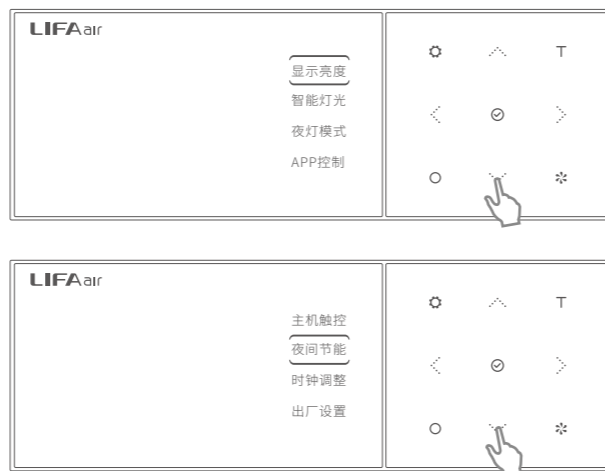 LIFAair
显示亮度
智能灯光
夜灯模式
APP控制
T
LIFAair
主机触控
夜间节能
时钟调整
出厂设置
T